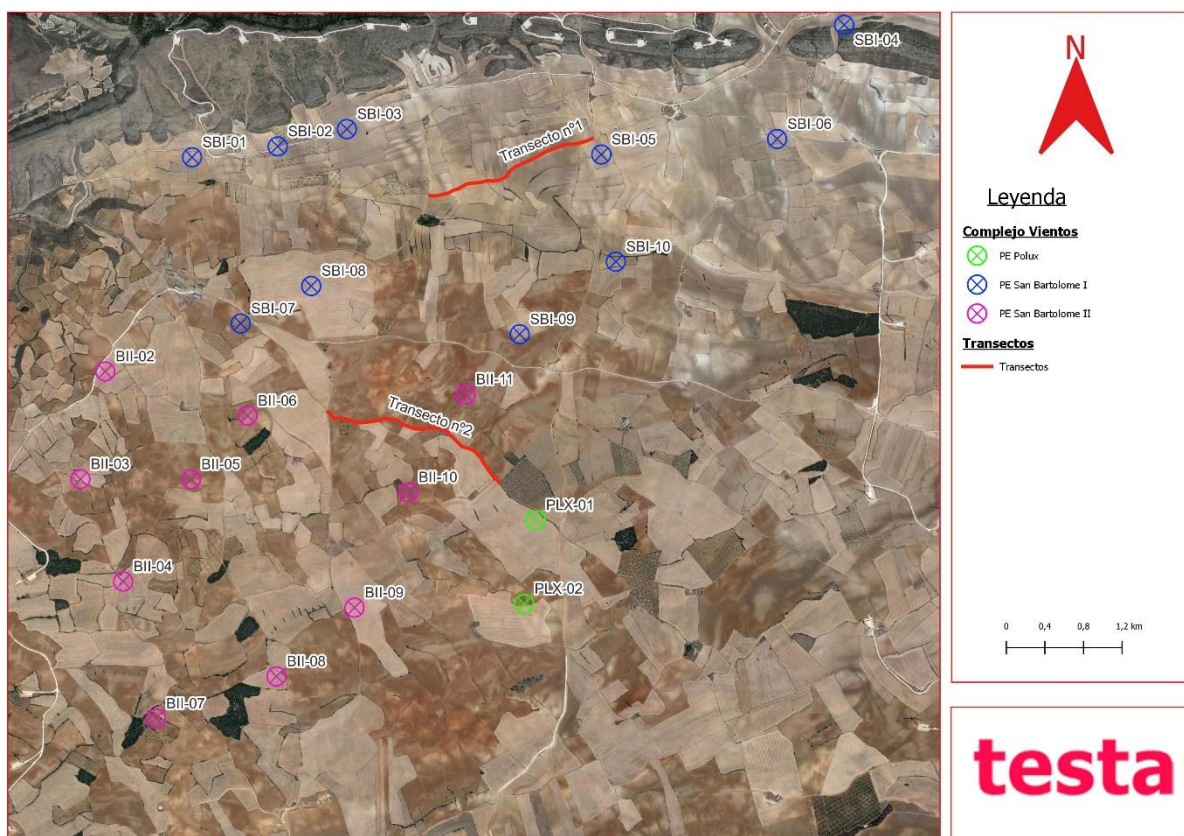 SBI-04
SBI-03
SBI-02
SBI-01
Transecto nº1
SBI-05
SBI-06
SBI-10
SBI-08
SBI-07
SBI-09
BII-02
BII-11
BII-06
Transecto nº2
BII-03
BII-05
BII-10
PLX-01
BII-04
PLX-02
BII-09
BII-08
BII-07
N
Leyenda
Complejo Vientos
PE Polux
PE San Bartolome I
PE San Bartolome II
Transectos
Transectos
0 0,4 0,8 1,2 km
testa